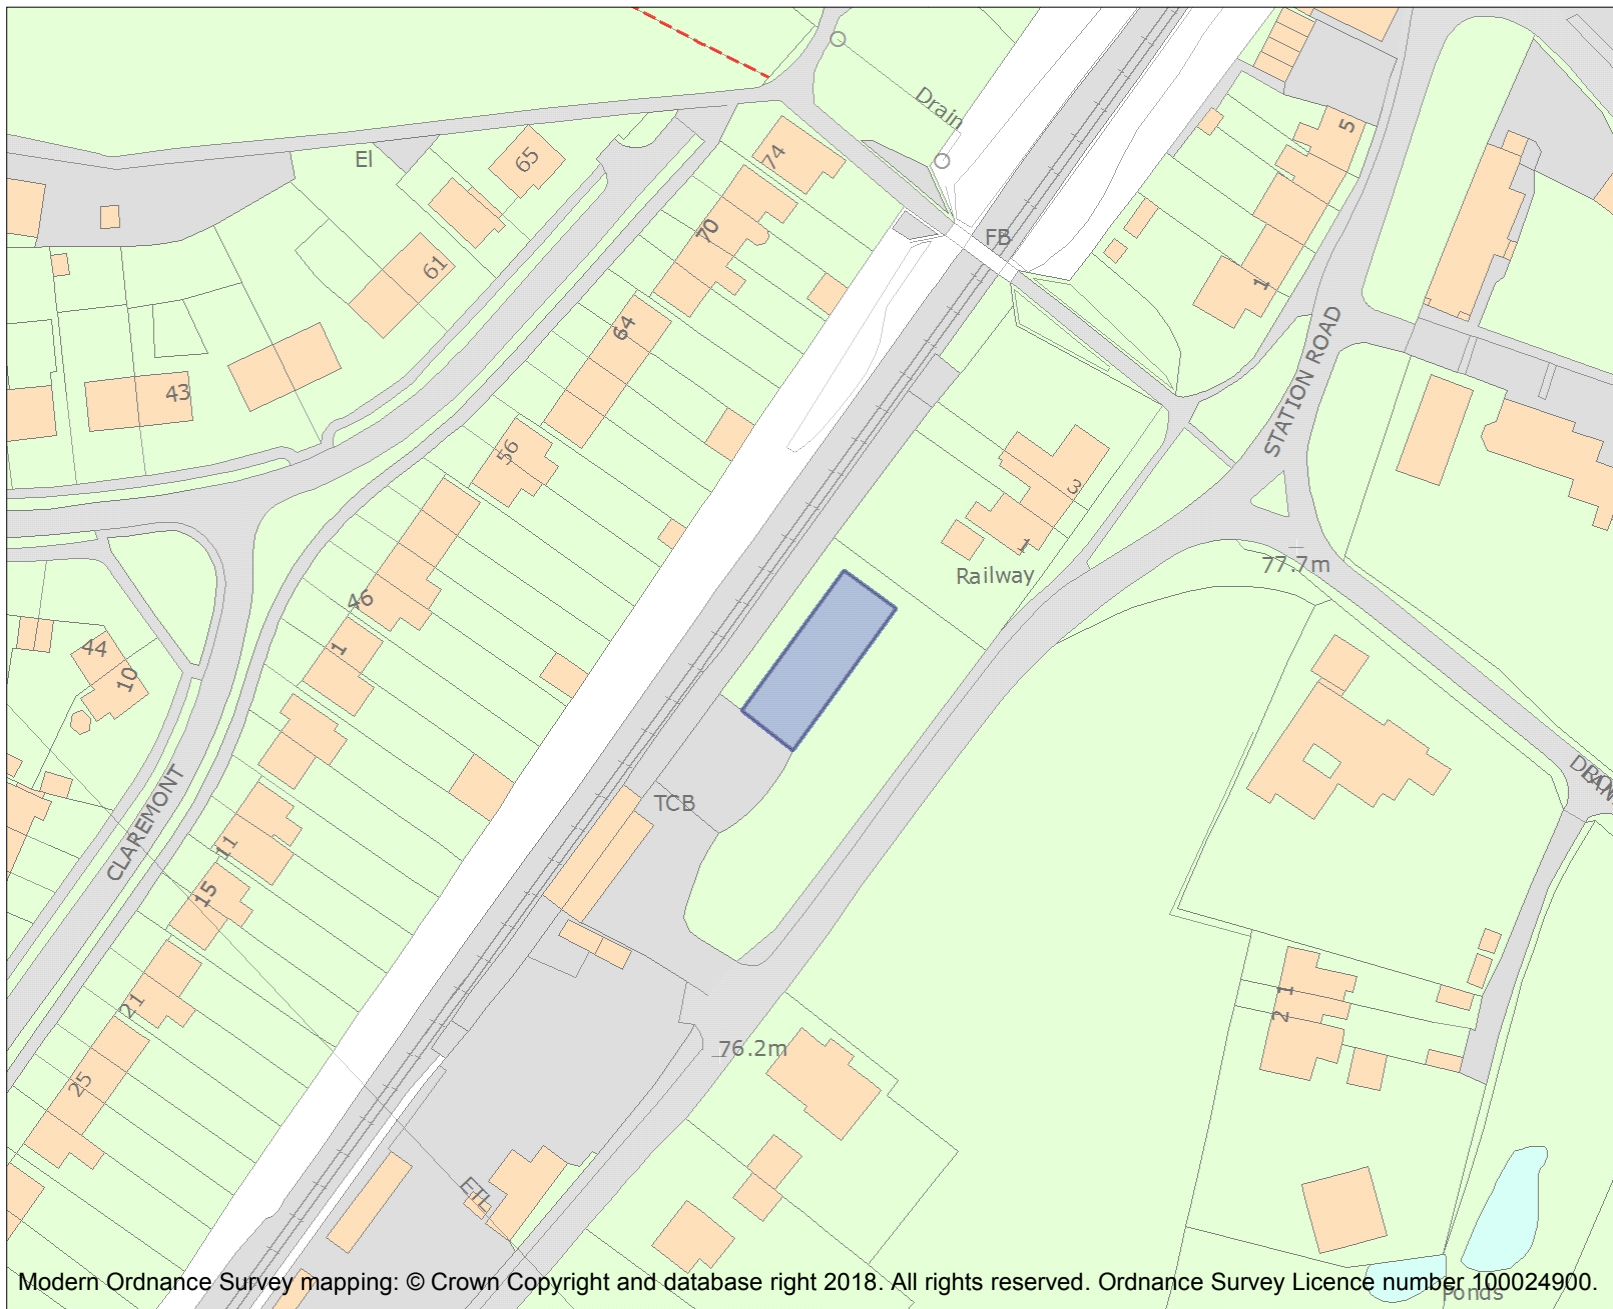 Drain
5
El
65
74
70
FB
61
1
64
STATION ROAD
43
56
3
1
77.7m
Railway
46
44
1
10
TCB
CLAREMONT
11
15
1
2
21
76.2m
25
ETL
Ponds
Modern Ordnance Survey mapping: © Crown Copyright and database right 2018. All rights reserved. Ordnance Survey Licence number 100024900.